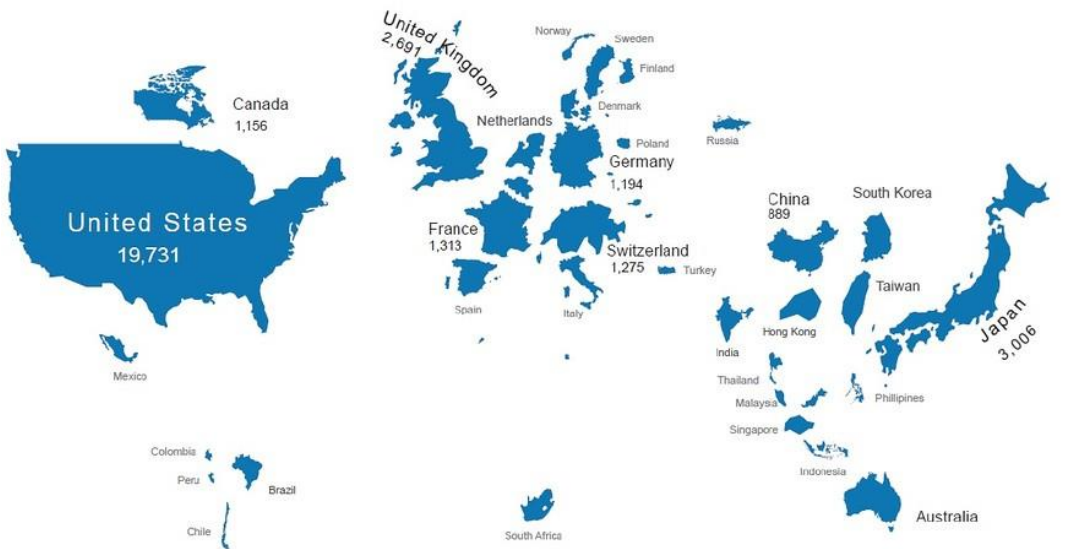 United Kingdom
2,691
Norway
Sweden
Finland
Canada
1,156
Denmark
Netherlands
Poland
Russia
Germany
1,194
United States
19,731
France
1,313
Switzerland
1,275
China
889
South Korea
Turkey
Spain
Italy
Taiwan
Hong Kong
Japan
3,006
India
Mexico
Thailand
Malaysia
Phillipines
Singapore
Colombia
Indonesia
Peru
Brazil
Chile
South Africa
Australia